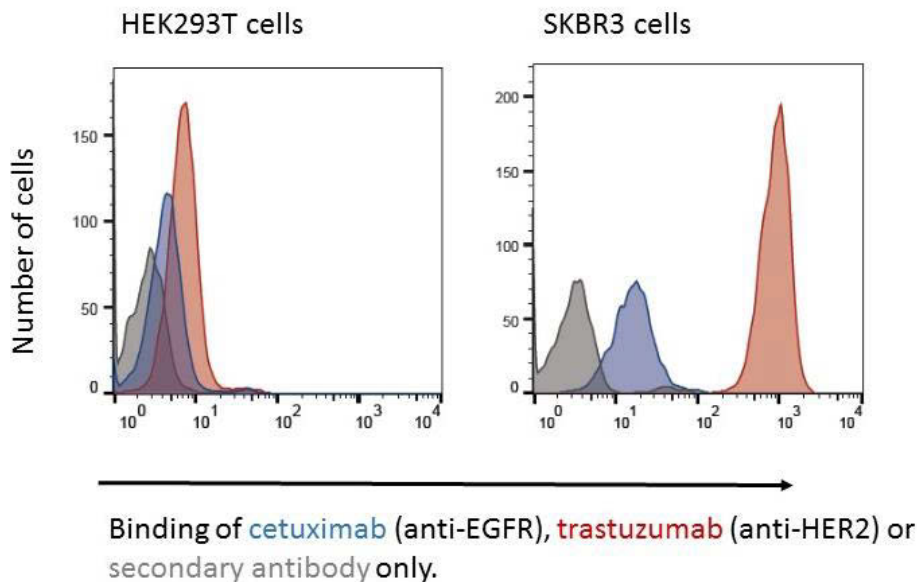 HEK293T cells
SKBR3 cells
Number of cells
150
100
50
0
10^0 10^1 10^2 10^3 10^4
200
150
100
50
0
10^0 10^1 10^2 10^3 10^4
Binding of cetuximab (anti-EGFR), trastuzumab (anti-HER2) or
secondary antibody only.